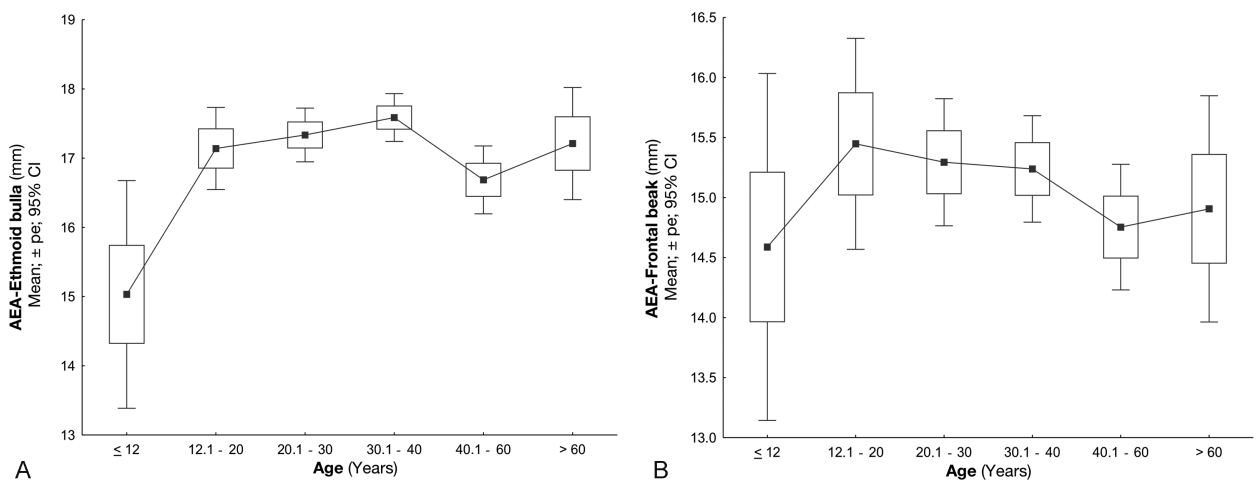 AEA-Ethmoid bulla (mm)
Mean; ± pe; 95% CI
19
18
17
16
15
14
13
≤ 12
12.1 - 20
20.1 - 30
30.1 - 40
40.1 - 60
> 60
Age (Years)
A
AEA-Frontal beak (mm)
Mean; ± pe; 95% CI
16.5
16.0
15.5
15.0
14.5
14.0
13.5
13.0
≤ 12
12.1 - 20
20.1 - 30
30.1 - 40
40.1 - 60
> 60
Age (Years)
B